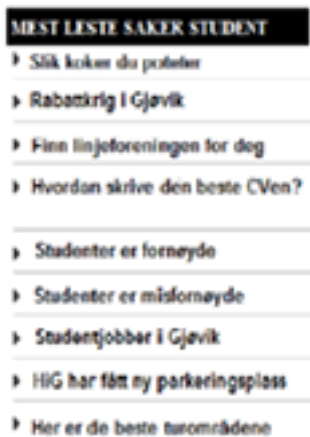 MEST LESTE SAKER STUDENT
Slik koker du poteter
Rabattkrig i Gjøvik
Finn linjeforeningen for deg
Hvordan skrive den beste CVen?
Studenter er fornøyde
Studenter er misfornøyde
Studentjobber i Gjøvik
HiG har fått ny parkeringsplass
Her er de beste turområdene